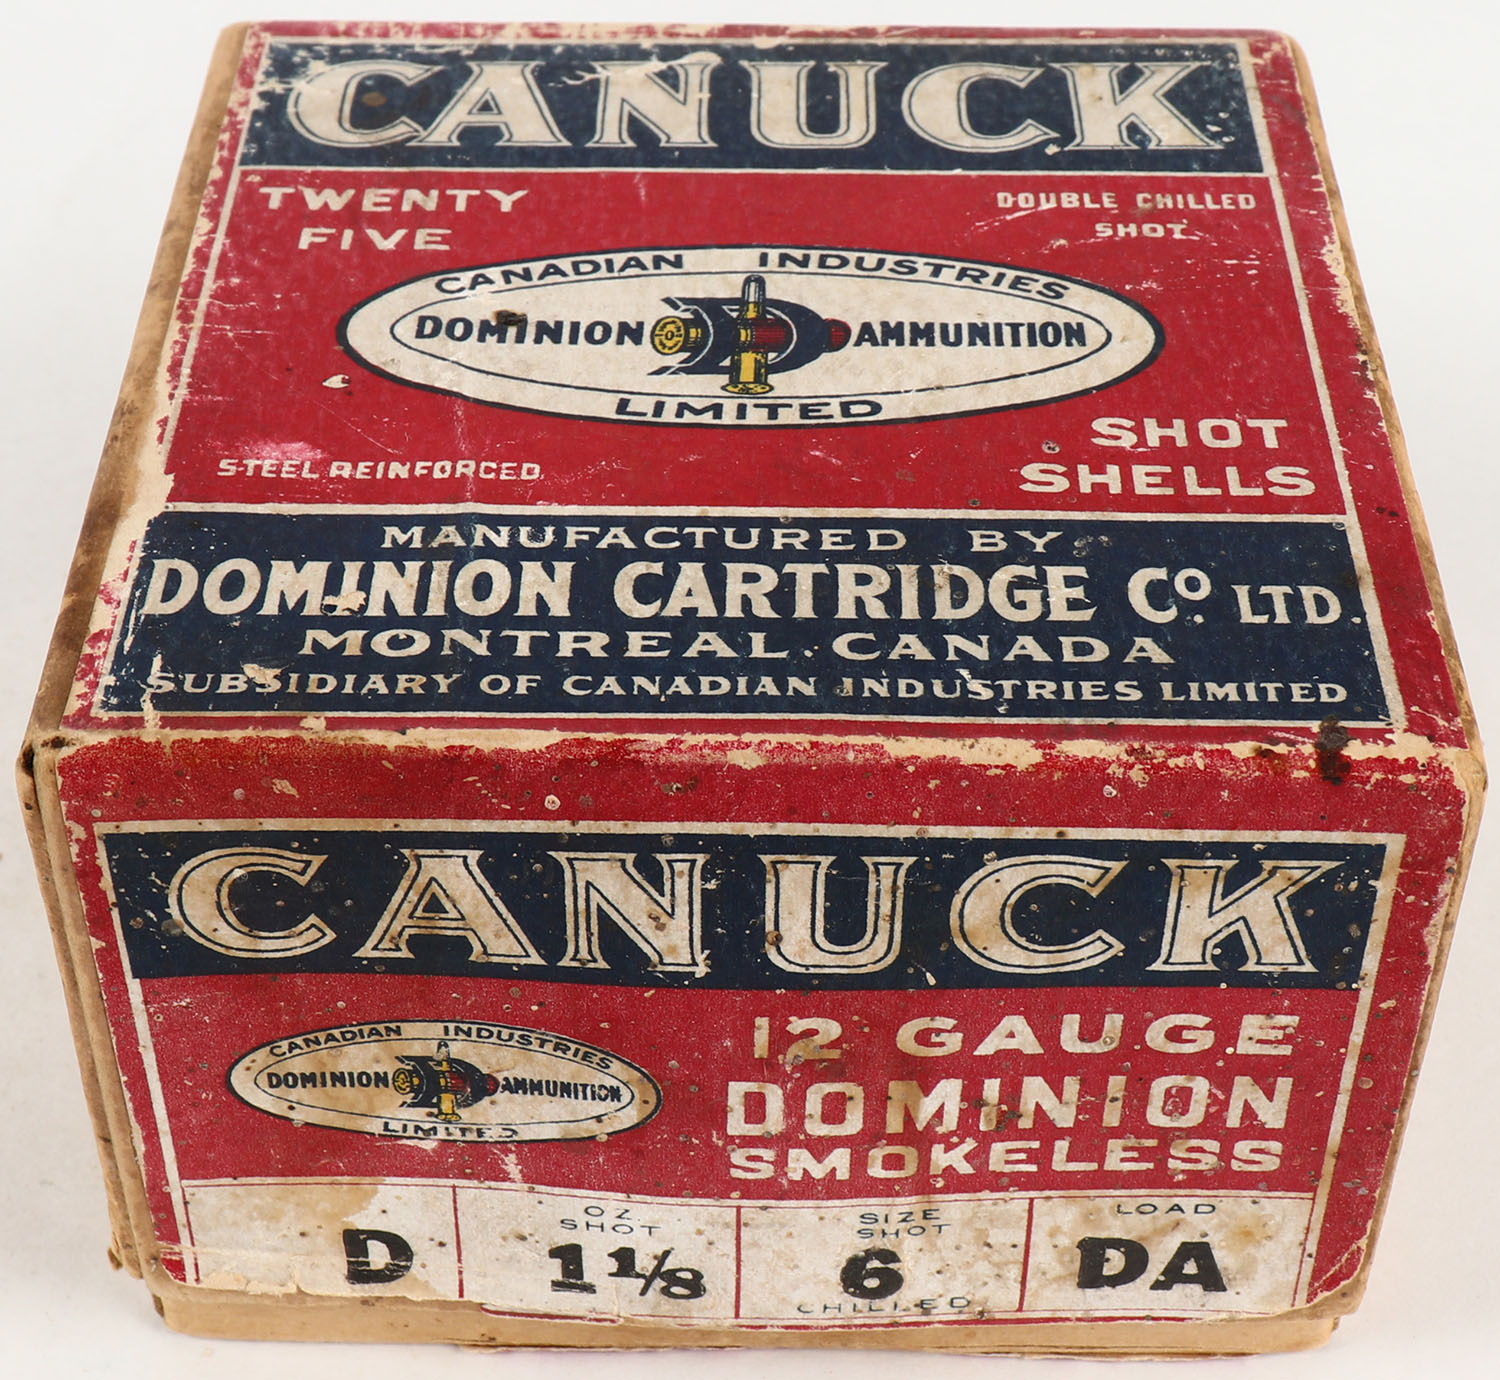 CANUCK
TWENTY
FIVE
DOUBLE CHILLED
SHOT
CANADIAN INDUSTRIES
DOMINION D AMMUNITION
LIMITED
STEEL REINFORCED
SHOT
SHELLS
MANUFACTURED BY
DOMINION CARTRIDGE CO. LTD.
MONTREAL. CANADA
SUBSIDIARY OF CANADIAN INDUSTRIES LIMITED
CANUCK
CANADIAN INDUSTRIES
DOMINION D AMMUNITION
LIMITED
12 GAUGE
DOMINION
SMOKELESS
D
OZ.
SHOT
1 1/8
SIZE
SHOT
6
CHILLED
LOAD
DA